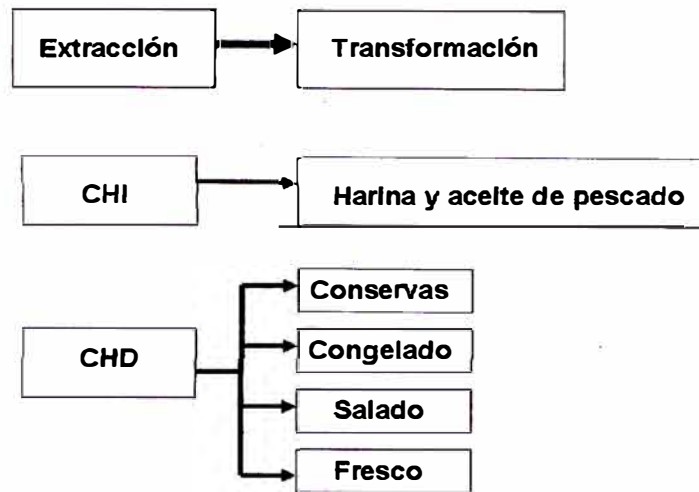 Extracción
Transformación
CHI
Harina y aceite de pescado
CHD
Conservas
Congelado
Salado
Fresco